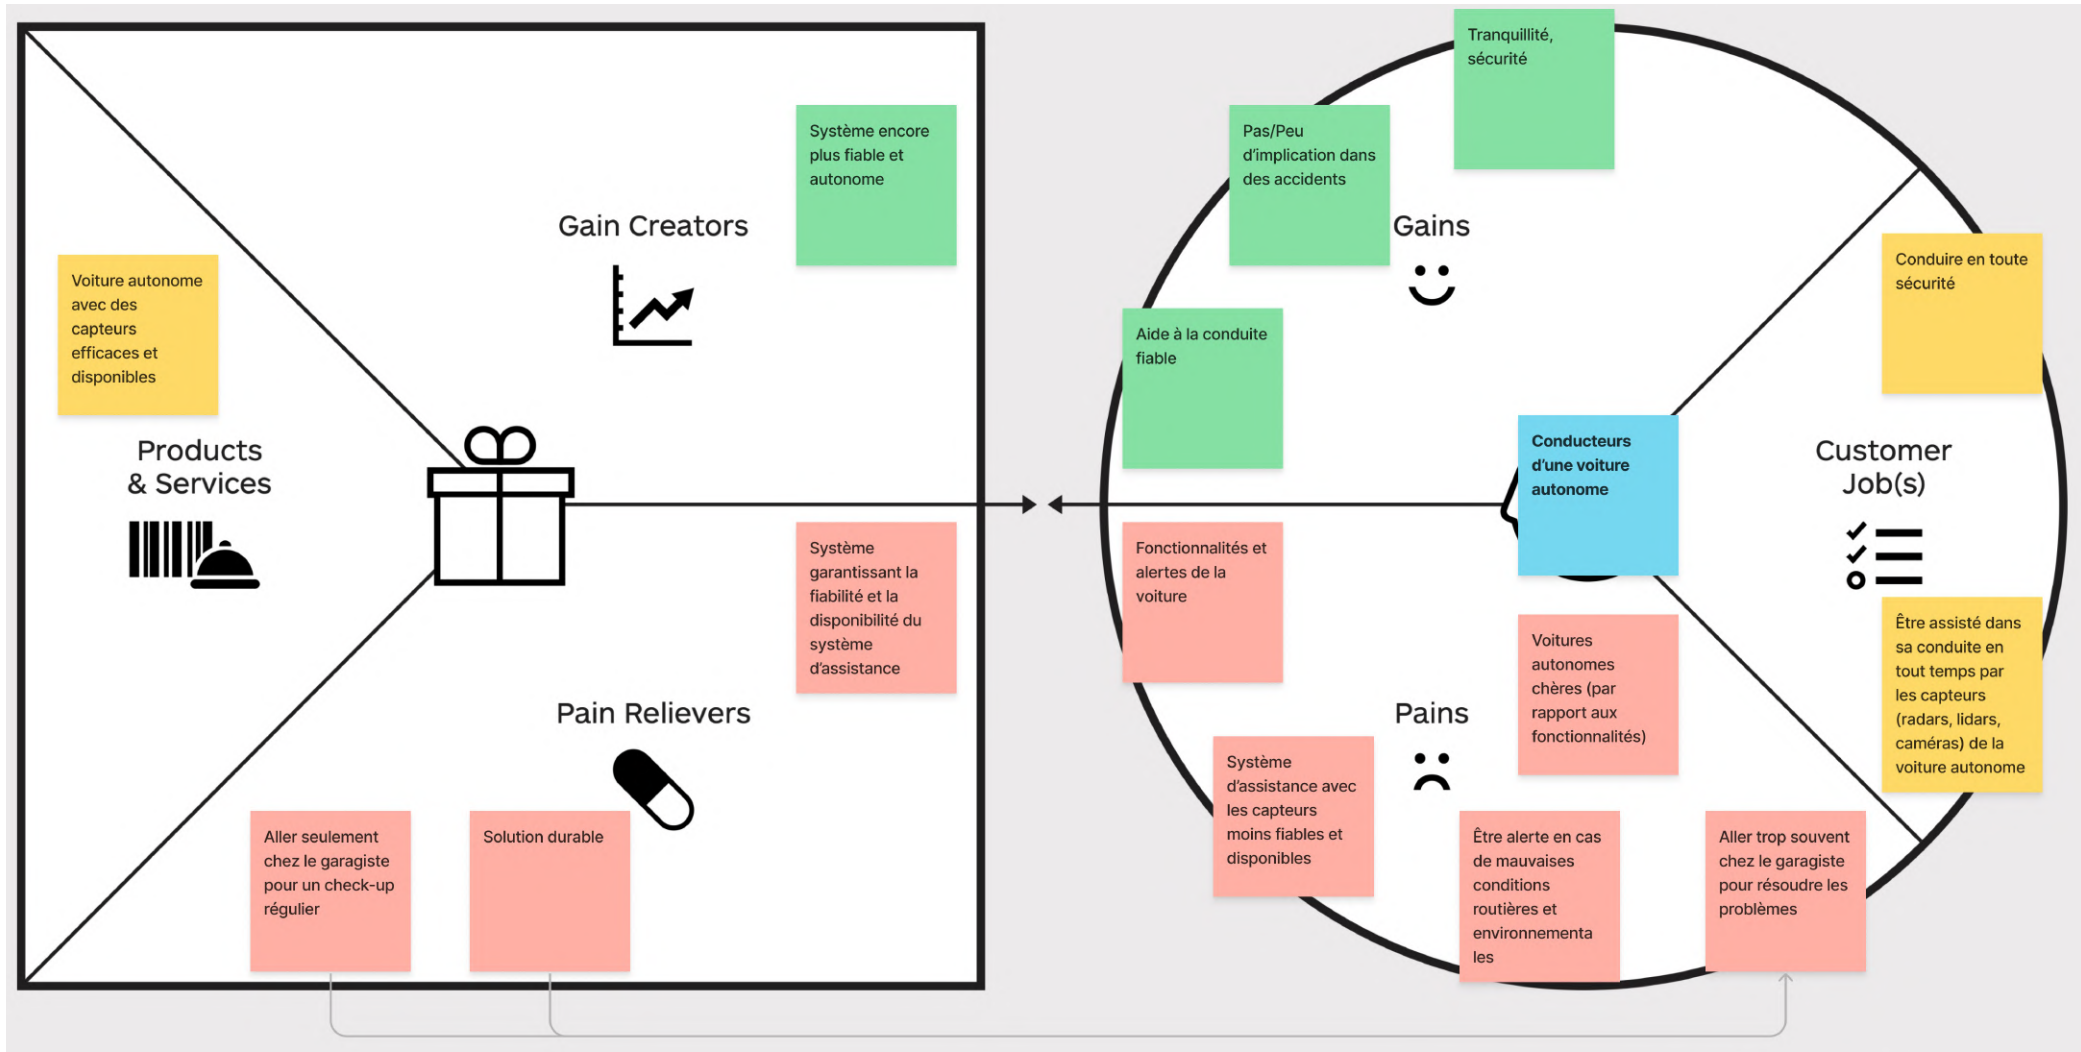 Système encore
plus fiable et
autonome
Gain Creators
Voiture autonome
avec des
capteurs
efficaces et
disponibles
Products
& Services
Système
garantissant la
fiabilité et la
disponibilité du
système
d'assistance
Pain Relievers
Aller seulement
chez le garagiste
pour un check-up
régulier
Solution durable
Tranquillité,
sécurité
Pas/Peu
d'implication dans
des accidents
Gains
Aide à la conduite
fiable
Conduire en toute
sécurité
Conducteurs
d'une voiture
autonome
Customer
Job(s)
Être assisté dans
sa conduite en
tout temps par
les capteurs
(radars, lidars,
caméras) de la
voiture autonome
Fonctionnalités et
alertes de la
voiture
Voitures
autonomes
chères (par
rapport aux
fonctionnalités)
Pains
Système
d'assistance avec
les capteurs
moins fiables et
disponibles
Être alerte en cas
de mauvaises
conditions
routières et
environnementa
les
Aller trop souvent
chez le garagiste
pour résoudre les
problèmes